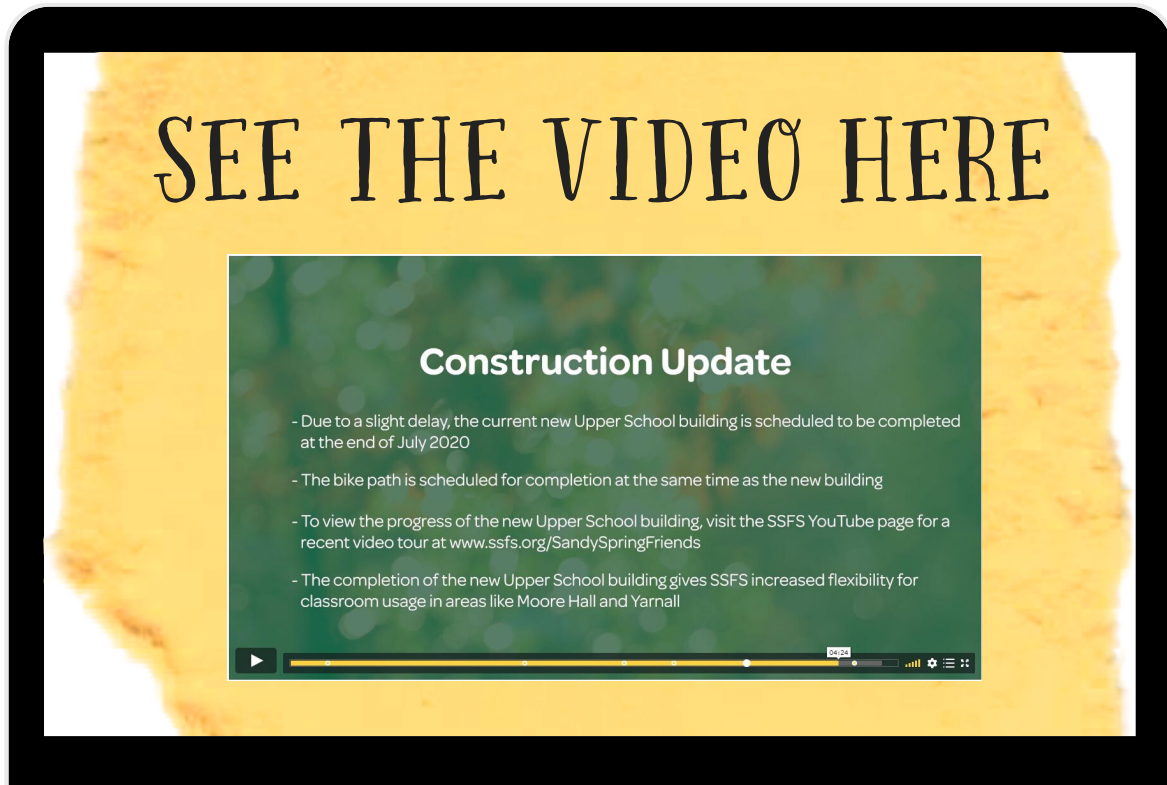 SEE THE VIDEO HERE
Construction Update
- Due to a slight delay, the current new Upper School building is scheduled to be completed
at the end of July 2020
- The bike path is scheduled for completion at the same time as the new building
- To view the progress of the new Upper School building, visit the SSFS YouTube page for a
recent video tour at www.ssfs.org/SandySpringFriends
- The completion of the new Upper School building gives SSFS increased flexibility for
classroom usage in areas like Moore Hall and Yarnall
04:24